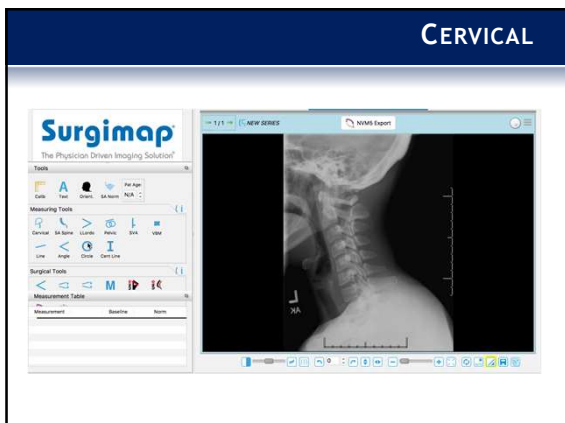 CERVICAL
Surgimap
The Physician Driven Imaging Solution
Tools
Calib Text Orient. SA Norm Pat Age: N/A
Measuring Tools
Cervical SA Spine LLordo Pelvic SVA VBM
Line Angle Circle Cent Line
Surgical Tools
M
Measurement Table
Measurement Baseline Norm
1/1 NEW SERIES NVMS Export
L
AK
0